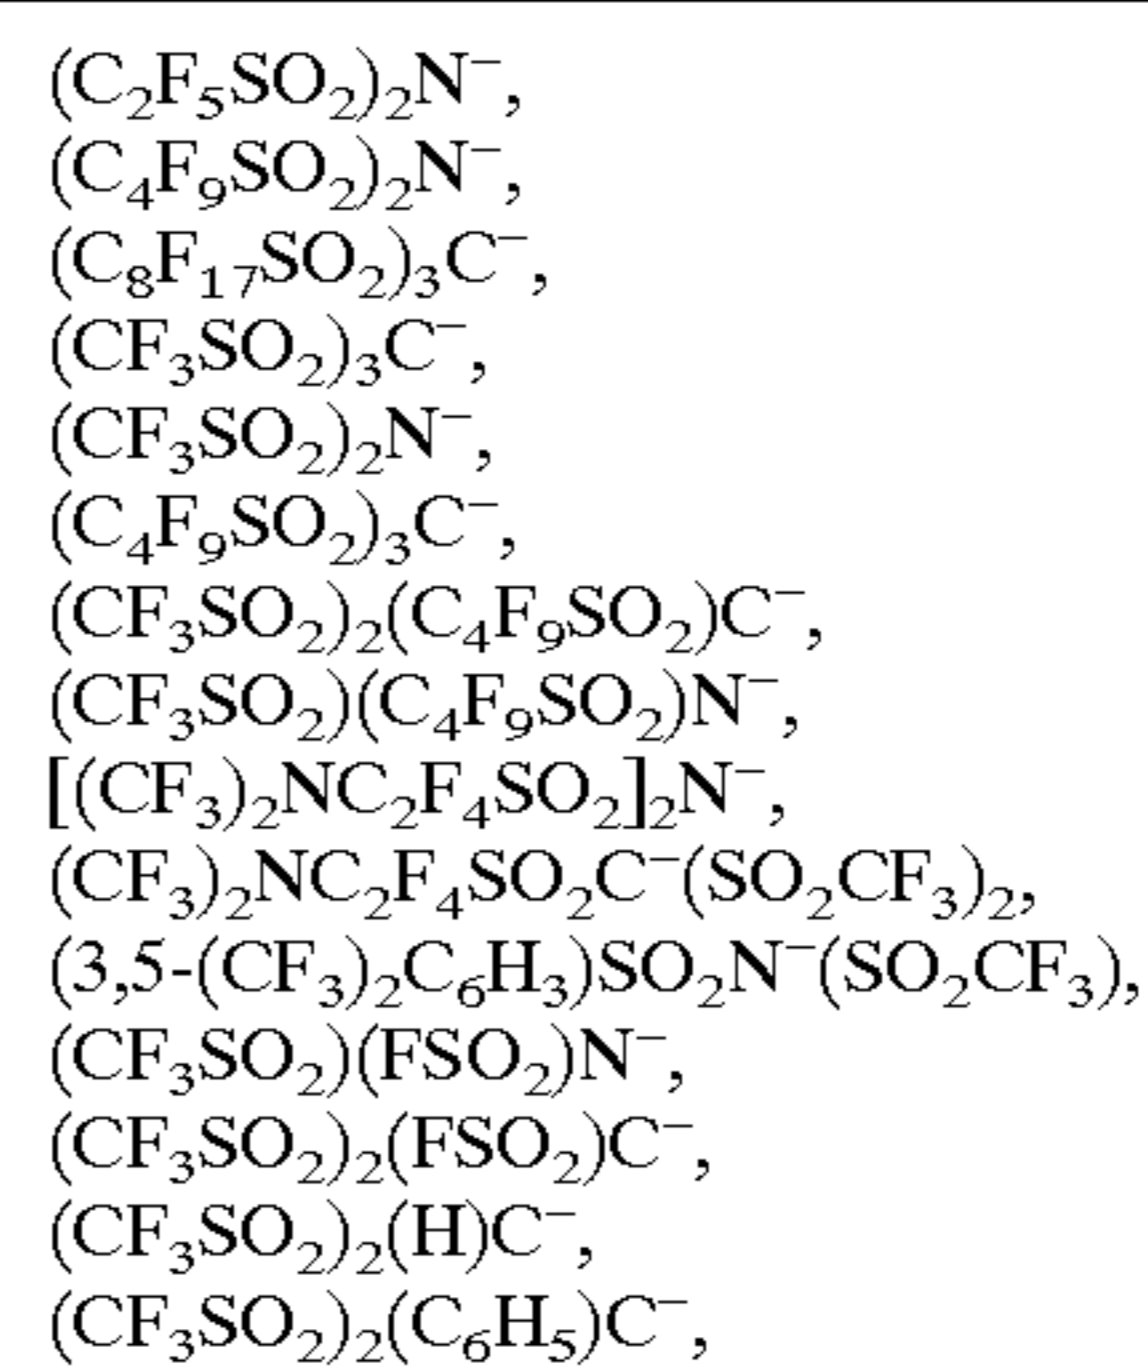 (C₂F₅SO₂)₂N⁻,
(C₄F₉SO₂)₂N⁻,
(C₈F₁₇SO₂)₃C⁻,
(CF₃SO₂)₃C⁻,
(CF₃SO₂)₂N⁻,
(C₄F₉SO₂)₃C⁻,
(CF₃SO₂)₂(C₄F₉SO₂)C⁻,
(CF₃SO₂)(C₄F₉SO₂)N⁻,
[(CF₃)₂NC₂F₄SO₂]₂N⁻,
(CF₃)₂NC₂F₄SO₂C⁻(SO₂CF₃)₂,
(3,5-(CF₃)₂C₆H₃)SO₂N⁻(SO₂CF₃),
(CF₃SO₂)(FSO₂)N⁻,
(CF₃SO₂)₂(FSO₂)C⁻,
(CF₃SO₂)₂(H)C⁻,
(CF₃SO₂)₂(C₆H₅)C⁻,